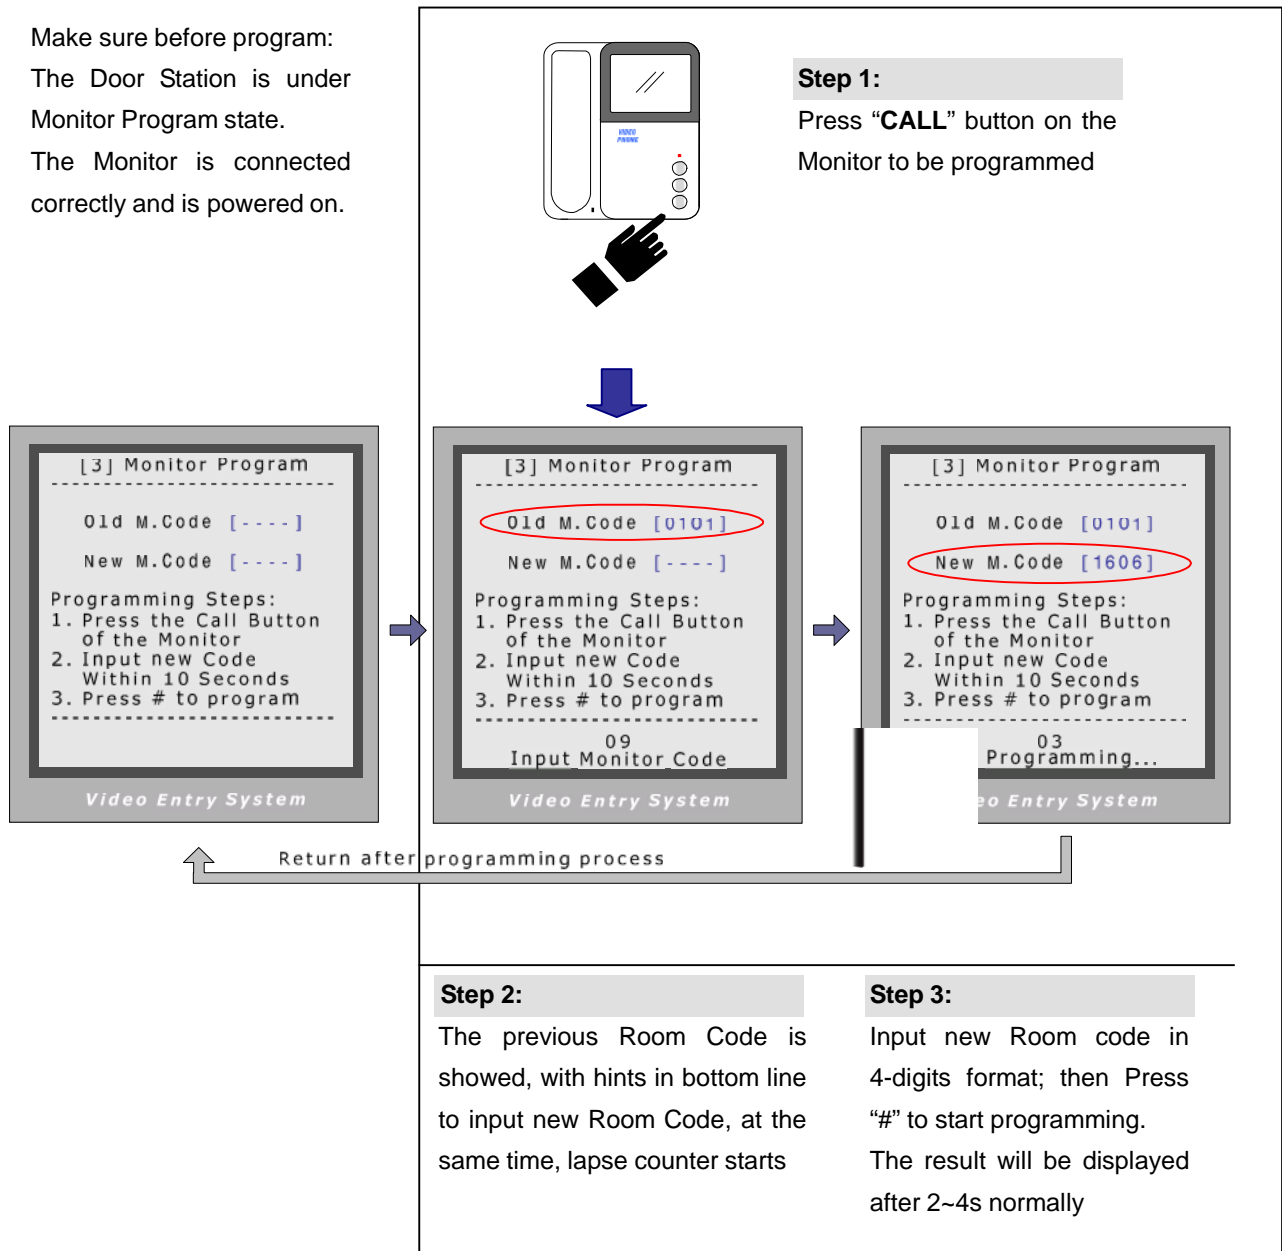 Make sure before program:
The Door Station is under
Monitor Program state.
The Monitor is connected
correctly and is powered on.
VIDEO
PHONE
Step 1:
Press “CALL” button on the
Monitor to be programmed
[3] Monitor Program
Old M.Code [----]
New M.Code [----]
Programming Steps:
1. Press the Call Button
of the Monitor
2. Input new Code
Within 10 Seconds
3. Press # to program
Video Entry System
[3] Monitor Program
Old M.Code [0101]
New M.Code [----]
Programming Steps:
1. Press the Call Button
of the Monitor
2. Input new Code
Within 10 Seconds
3. Press # to program
09
Input Monitor Code
Video Entry System
[3] Monitor Program
Old M.Code [0101]
New M.Code [1606]
Programming Steps:
1. Press the Call Button
of the Monitor
2. Input new Code
Within 10 Seconds
3. Press # to program
03
Programming...
eo Entry System
Return after programming process
Step 2:
The previous Room Code is
showed, with hints in bottom line
to input new Room Code, at the
same time, lapse counter starts
Step 3:
Input new Room code in
4-digits format; then Press
“#” to start programming.
The result will be displayed
after 2~4s normally